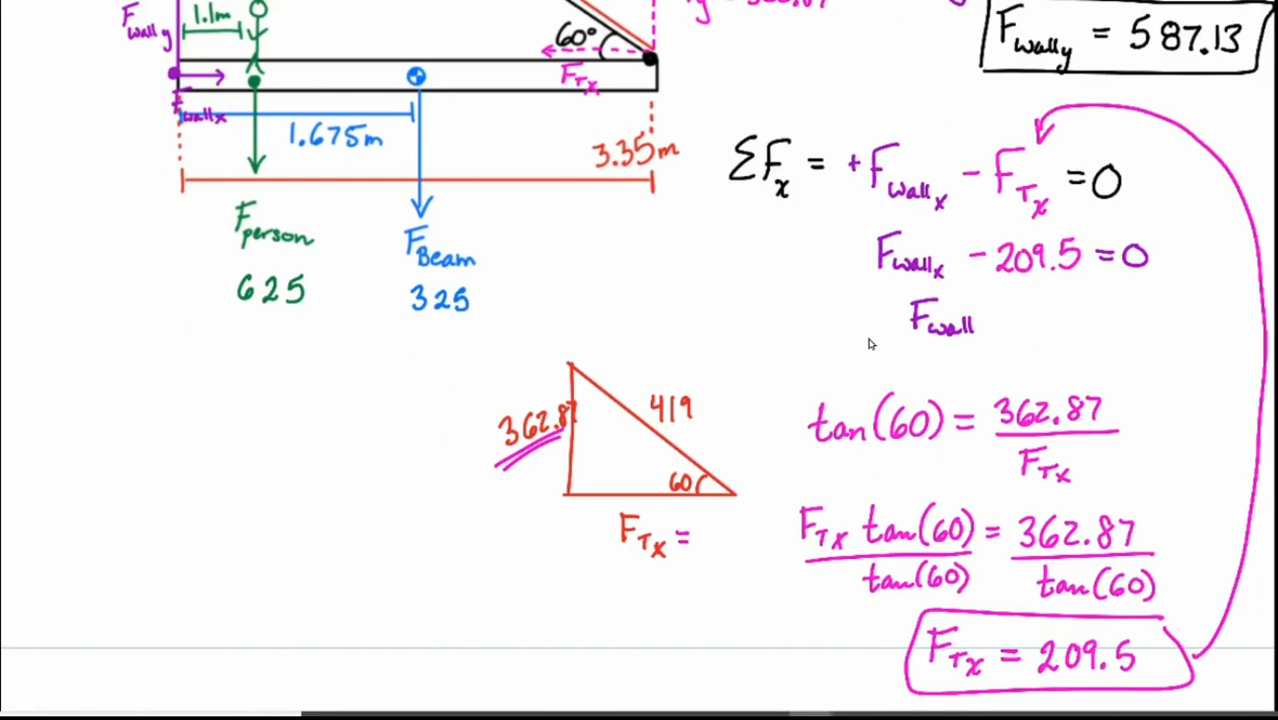 F wall y
1.1m
60°
F Tx
F wall x
1.675m
3.35m
F person
625
F Beam
325
F wall y = 587.13
ΣFx = +F wall x - F Tx = 0
F wall x - 209.5 = 0
F wall
362.87
419
60
F Tx =
tan(60) = 362.87 / F Tx
F Tx tan(60) / tan(60) = 362.87 / tan(60)
F Tx = 209.5